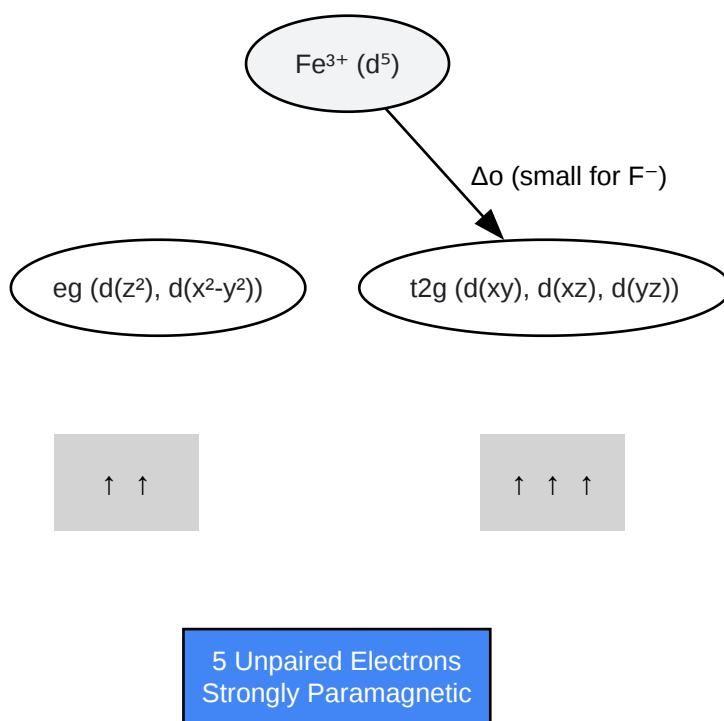 Fe³⁺ (d⁵)
Δo (small for F⁻)
eg (d(z²), d(x²-y²))
t2g (d(xy), d(xz), d(yz))
↑ ↑
↑ ↑ ↑
5 Unpaired Electrons
Strongly Paramagnetic